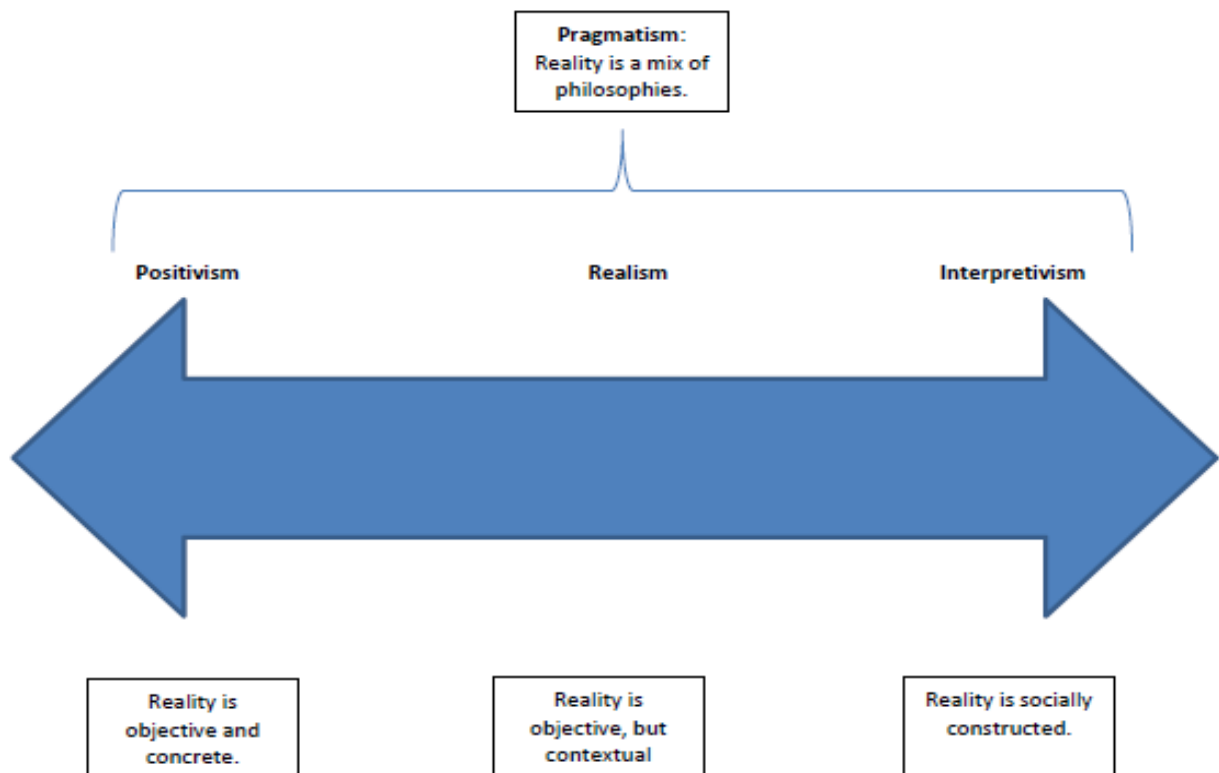 Pragmatism:
Reality is a mix of
philosophies.
Positivism
Realism
Interpretivism
Reality is
objective and
concrete.
Reality is
objective, but
contextual
Reality is socially
constructed.